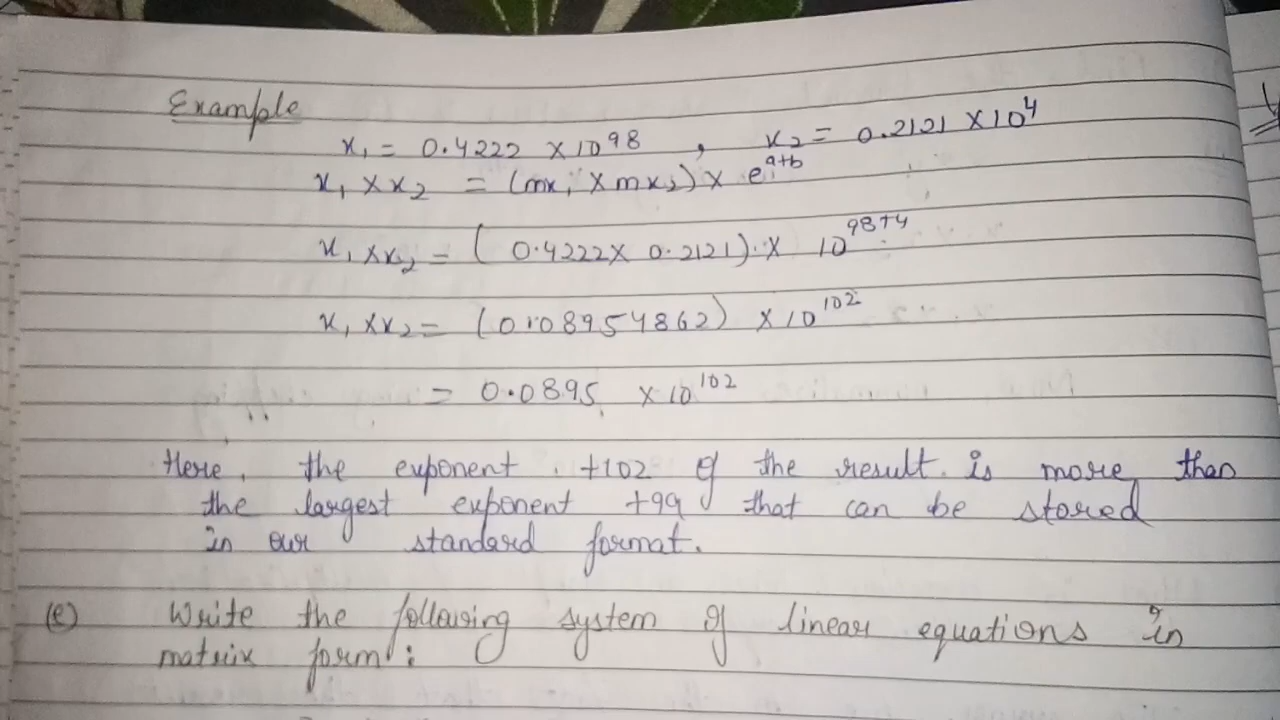 Example
x₁ = 0.4222 ×10⁹⁸ , x₂ = 0.2121 ×10⁴
x₁ × x₂ = (mx₁ × mx₂) × eᵃ⁺ᵇ
x₁ × x₂ = ( 0.4222 × 0.2121) × 10⁹⁸⁺⁴
x₁ × x₂ = (0.08954862) × 10¹⁰²
= 0.0895 × 10¹⁰²
Here, the exponent +102 of the result is more than
the largest exponent +99 that can be stored
in our standard format.
(e) Write the following system of linear equations in
matrix form: